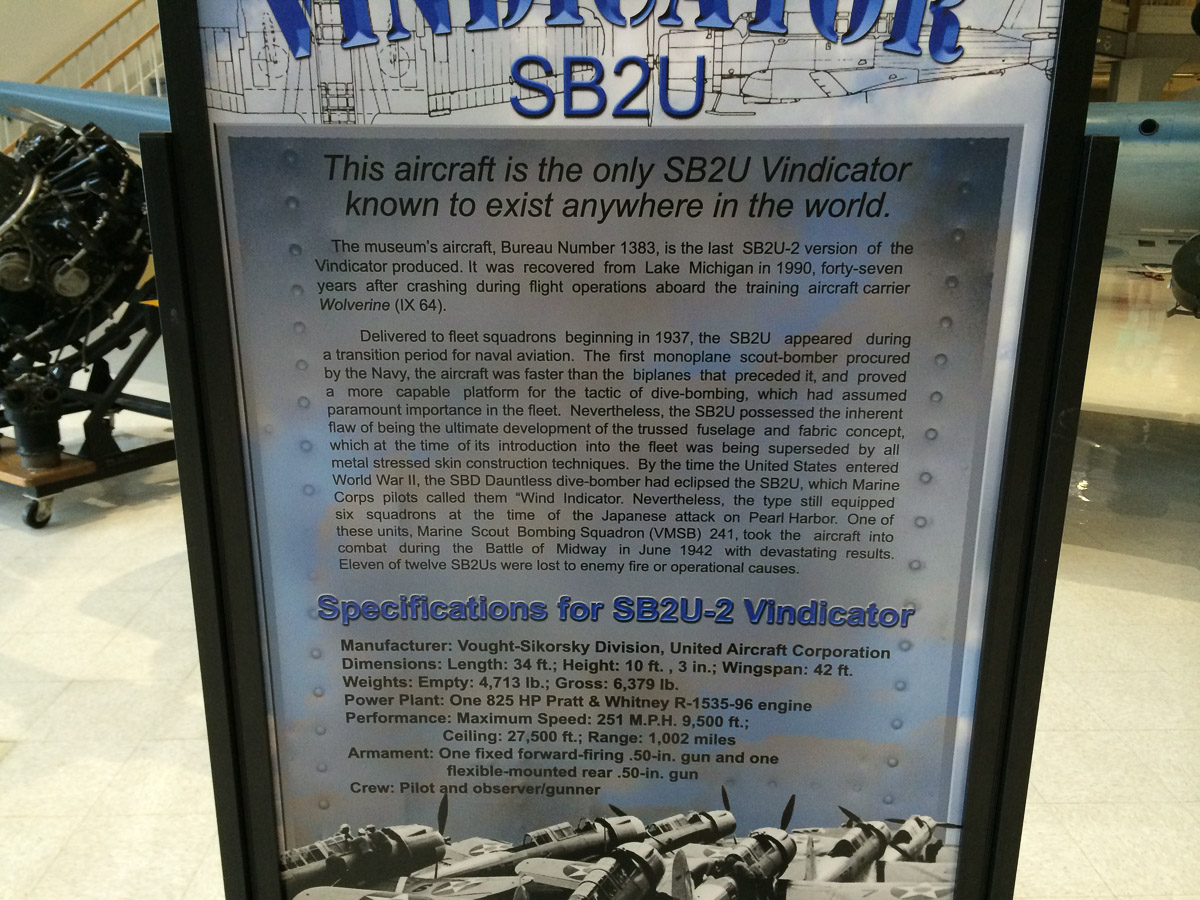 VINDICATOR
SB2U
This aircraft is the only SB2U Vindicator
known to exist anywhere in the world.
The museum's aircraft, Bureau Number 1383, is the last SB2U-2 version of the
Vindicator produced. It was recovered from Lake Michigan in 1990, forty-seven
years after crashing during flight operations aboard the training aircraft carrier
Wolverine (IX 64).
Delivered to fleet squadrons beginning in 1937, the SB2U appeared during
a transition period for naval aviation. The first monoplane scout-bomber procured
by the Navy, the aircraft was faster than the biplanes that preceded it, and proved
a more capable platform for the tactic of dive-bombing, which had assumed
paramount importance in the fleet. Nevertheless, the SB2U possessed the inherent
flaw of being the ultimate development of the trussed fuselage and fabric concept,
which at the time of its introduction into the fleet was being superseded by all
metal stressed skin construction techniques. By the time the United States entered
World War II, the SBD Dauntless dive-bomber had eclipsed the SB2U, which Marine
Corps pilots called them "Wind Indicator. Nevertheless, the type still equipped
six squadrons at the time of the Japanese attack on Pearl Harbor. One of
these units, Marine Scout Bombing Squadron (VMSB) 241, took the aircraft into
combat during the Battle of Midway in June 1942 with devastating results.
Eleven of twelve SB2Us were lost to enemy fire or operational causes.
Specifications for SB2U-2 Vindicator
Manufacturer: Vought-Sikorsky Division, United Aircraft Corporation
Dimensions: Length: 34 ft.; Height: 10 ft. , 3 in.; Wingspan: 42 ft.
Weights: Empty: 4,713 lb.; Gross: 6,379 lb.
Power Plant: One 825 HP Pratt & Whitney R-1535-96 engine
Performance: Maximum Speed: 251 M.P.H. 9,500 ft.;
Ceiling: 27,500 ft.; Range: 1,002 miles
Armament: One fixed forward-firing .50-in. gun and one
flexible-mounted rear .50-in. gun
Crew: Pilot and observer/gunner